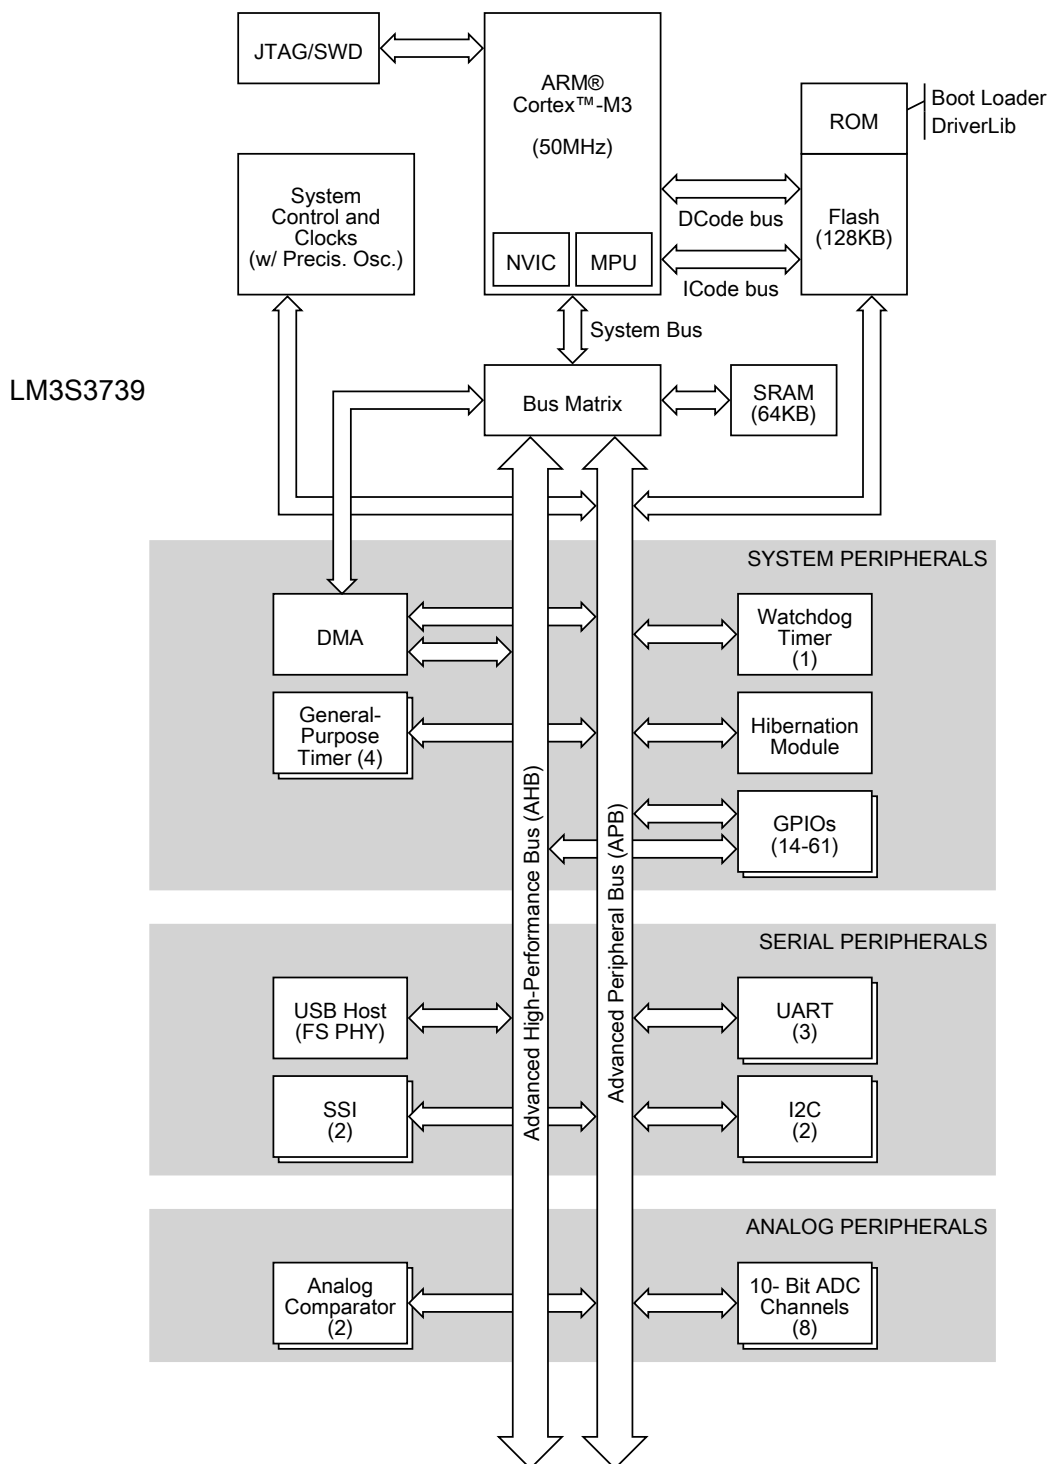 JTAG/SWD
ARM®
Cortex™-M3
(50MHz)
NVIC
MPU
ROM
Boot Loader
DriverLib
System
Control and
Clocks
(w/ Precis. Osc.)
DCode bus
Flash
(128KB)
ICode bus
System Bus
LM3S3739
Bus Matrix
SRAM
(64KB)
SYSTEM PERIPHERALS
DMA
Watchdog
Timer
(1)
General-
Purpose
Timer (4)
Hibernation
Module
GPIOs
(14-61)
Advanced High-Performance Bus (AHB)
Advanced Peripheral Bus (APB)
SERIAL PERIPHERALS
USB Host
(FS PHY)
UART
(3)
SSI
(2)
I2C
(2)
ANALOG PERIPHERALS
Analog
Comparator
(2)
10- Bit ADC
Channels
(8)